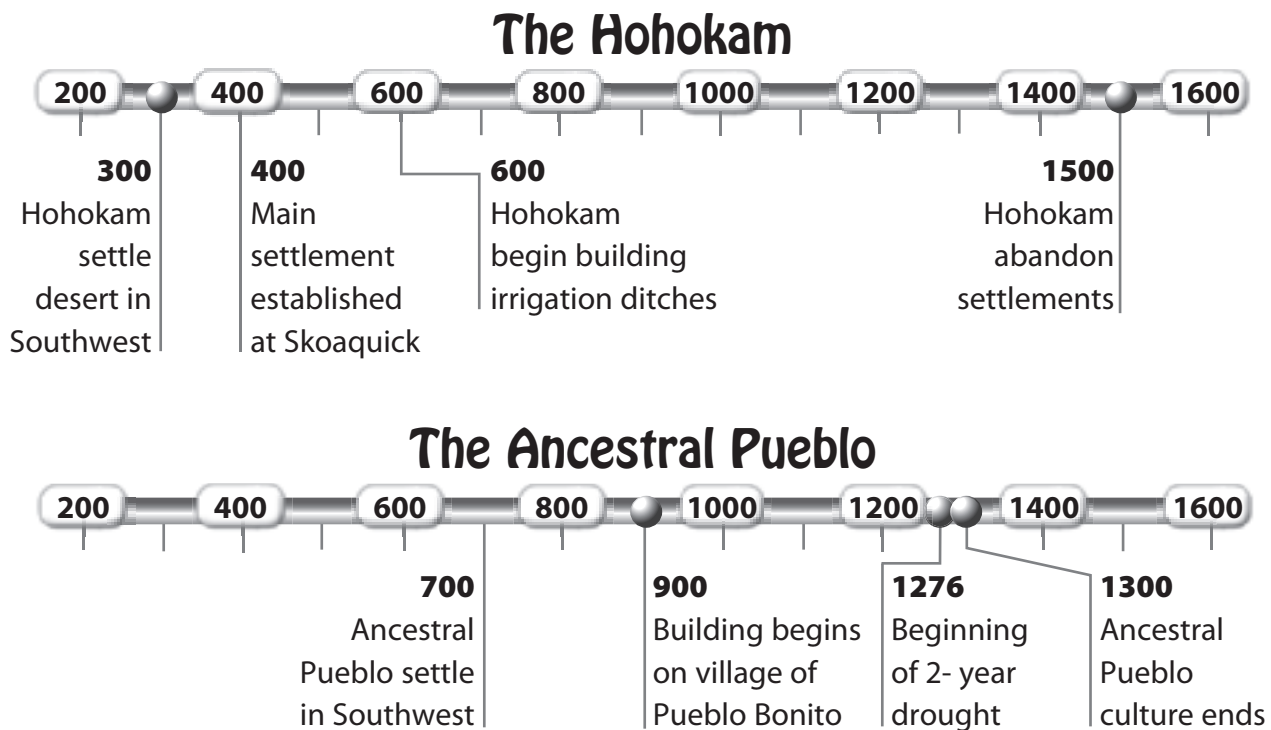 The Hohokam
200 400 600 800 1000 1200 1400 1600
300
Hohokam
settle
desert in
Southwest
400
Main
settlement
established
at Skoaquick
600
Hohokam
begin building
irrigation ditches
1500
Hohokam
abandon
settlements
The Ancestral Pueblo
200 400 600 800 1000 1200 1400 1600
700
Ancestral
Pueblo settle
in Southwest
900
Building begins
on village of
Pueblo Bonito
1276
Beginning
of 2- year
drought
1300
Ancestral
Pueblo
culture ends